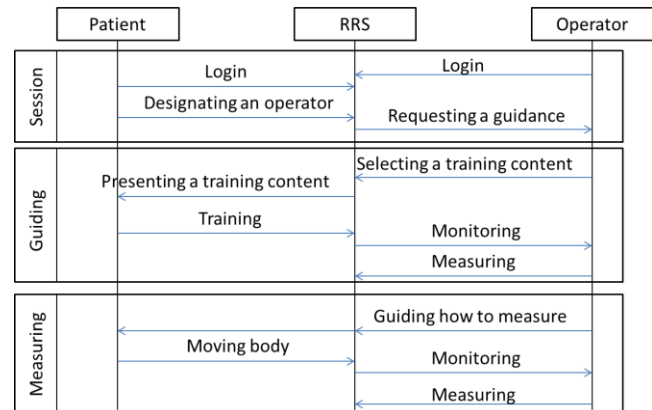 Patient
RRS
Operator
Session
Login
Login
Designating an operator
Requesting a guidance
Guiding
Selecting a training content
Presenting a training content
Training
Monitoring
Measuring
Measuring
Guiding how to measure
Moving body
Monitoring
Measuring